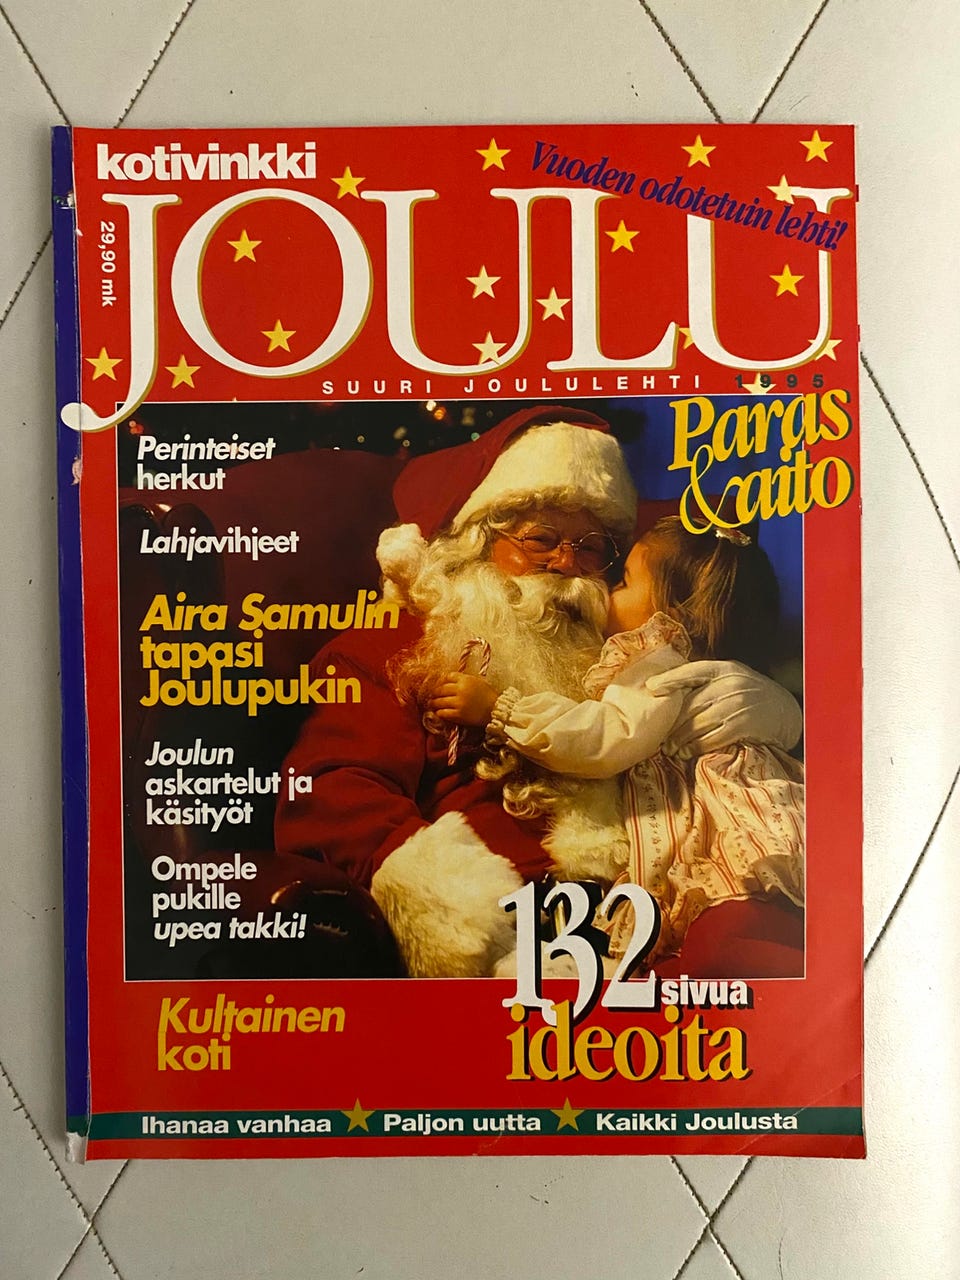 kotivinkki
JOULU
Vuoden odotetuin lehti!
29,90 mk
SUURI JOULULEHTI 1995
Paras
& aito
Perinteiset
herkut
Lahjavihjeet
Aira Samulin
tapasi
Joulupukin
Joulun
askartelut ja
käsityöt
Ompele
pukille
upea takki!
132 sivua
ideoita
Kultainen
koti
Ihanaa vanhaa ★ Paljon uutta ★ Kaikki Joulusta